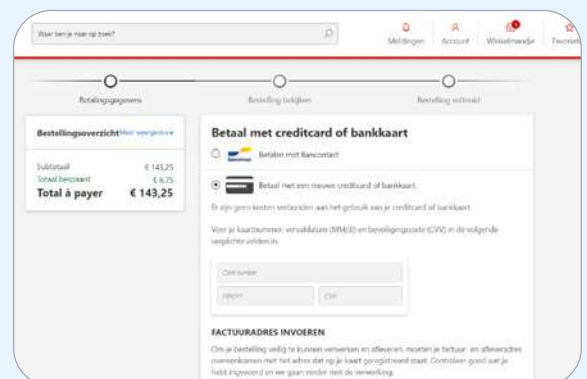 Waar ben je naar op zoek?
Meldingen Account Winkelmandje
Betalingsgegevens Bestelling bekijken Bestelling voltooid
Bestellingsoverzicht Meer weergeven
Subtotaal € 143,25
Totaal bespaard € 6,75
Total à payer € 143,25
Betaal met creditcard of bankkaart
Betalen met Bancontact
Betaal met een nieuwe creditcard of bankkaart.
Er zijn geen kosten verbonden aan het gebruik van je creditcard of bankkaart.
Voer je kaartnummer, vervaldatum (MM/JJ) en beveiligingscode (CVV) in de volgende
verplichte velden in.
Card number
MM/YY CVV
FACTUURADRES INVOEREN
Om je bestelling veilig te kunnen verwerken en afleveren, moeten je factuur- en afleveradres
overeenkomen met het adres dat op je kaart geregistreerd staat. Controleer goed wat je
hebt ingevoerd en we gaan verder met de verwerking.